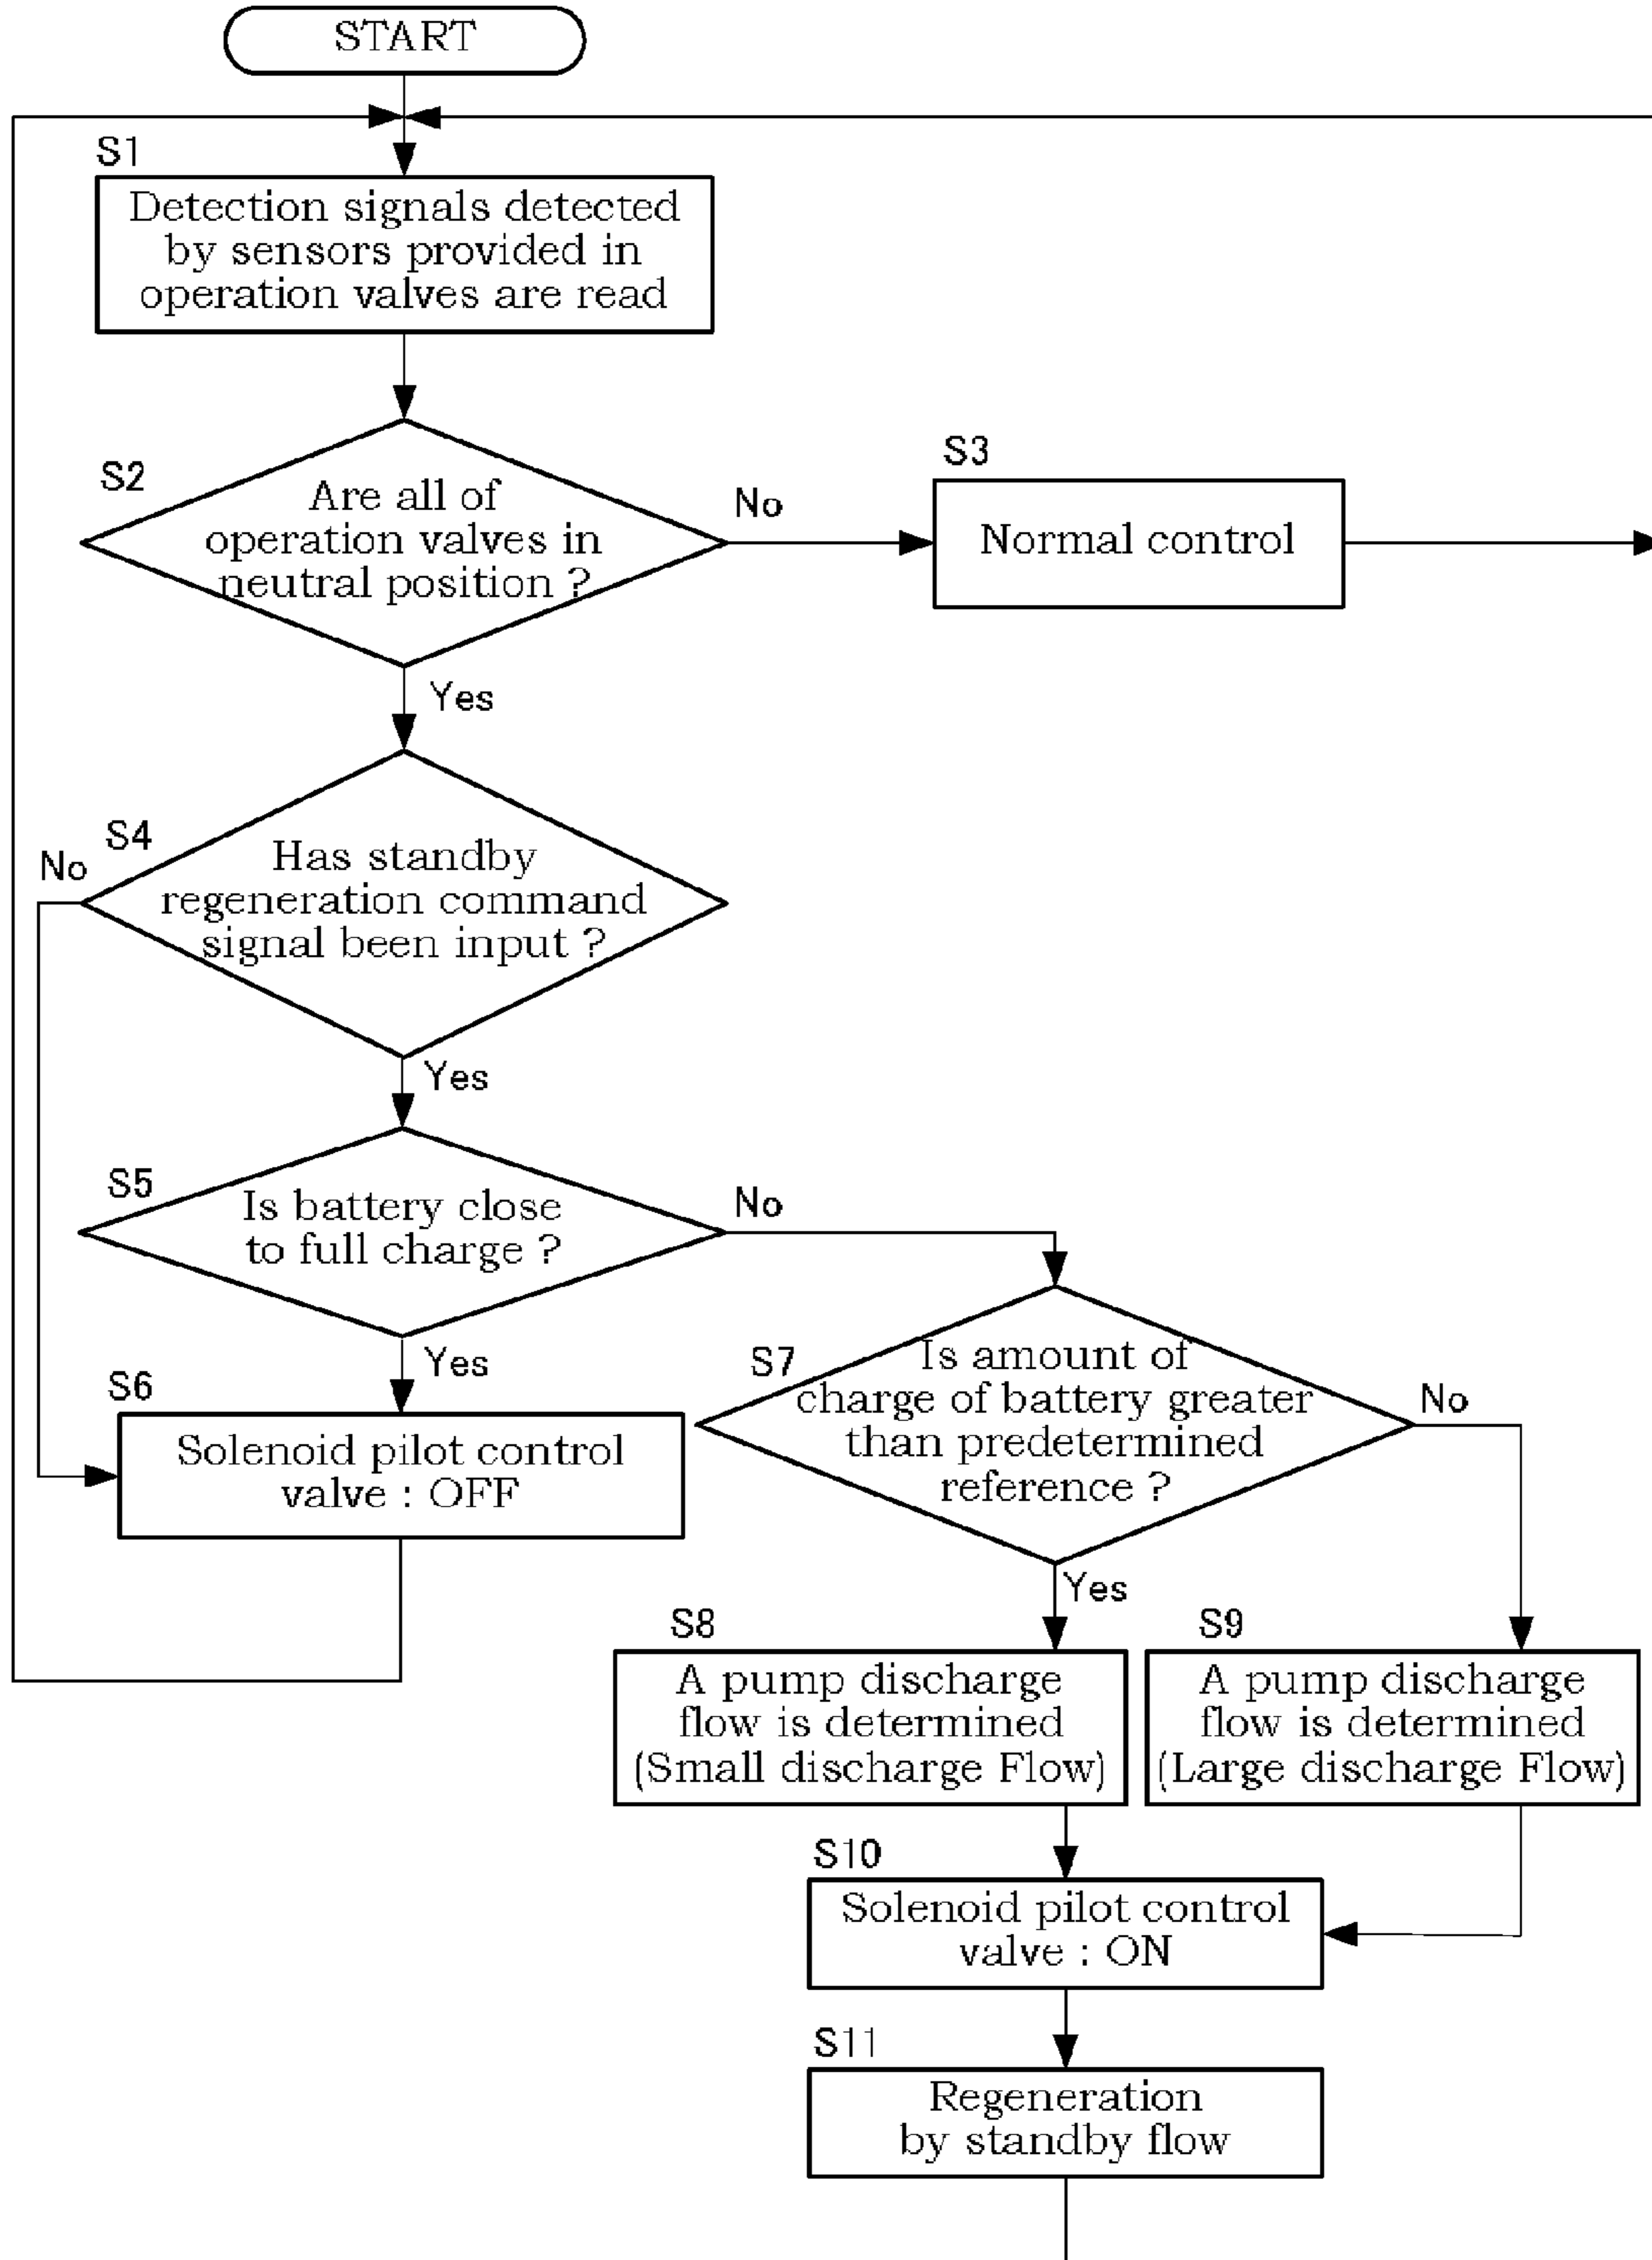 START
S1
Detection signals detected
by sensors provided in
operation valves are read
S2
Are all of
operation valves in
neutral position ?
No
S3
Normal control
Yes
S4
No
Has standby
regeneration command
signal been input ?
Yes
S5
Is battery close
to full charge ?
No
Yes
S6
Solenoid pilot control
valve : OFF
S7
Is amount of
charge of battery greater
than predetermined
reference ?
No
Yes
S8
A pump discharge
flow is determined
(Small discharge Flow)
S9
A pump discharge
flow is determined
(Large discharge Flow)
S10
Solenoid pilot control
valve : ON
S11
Regeneration
by standby flow